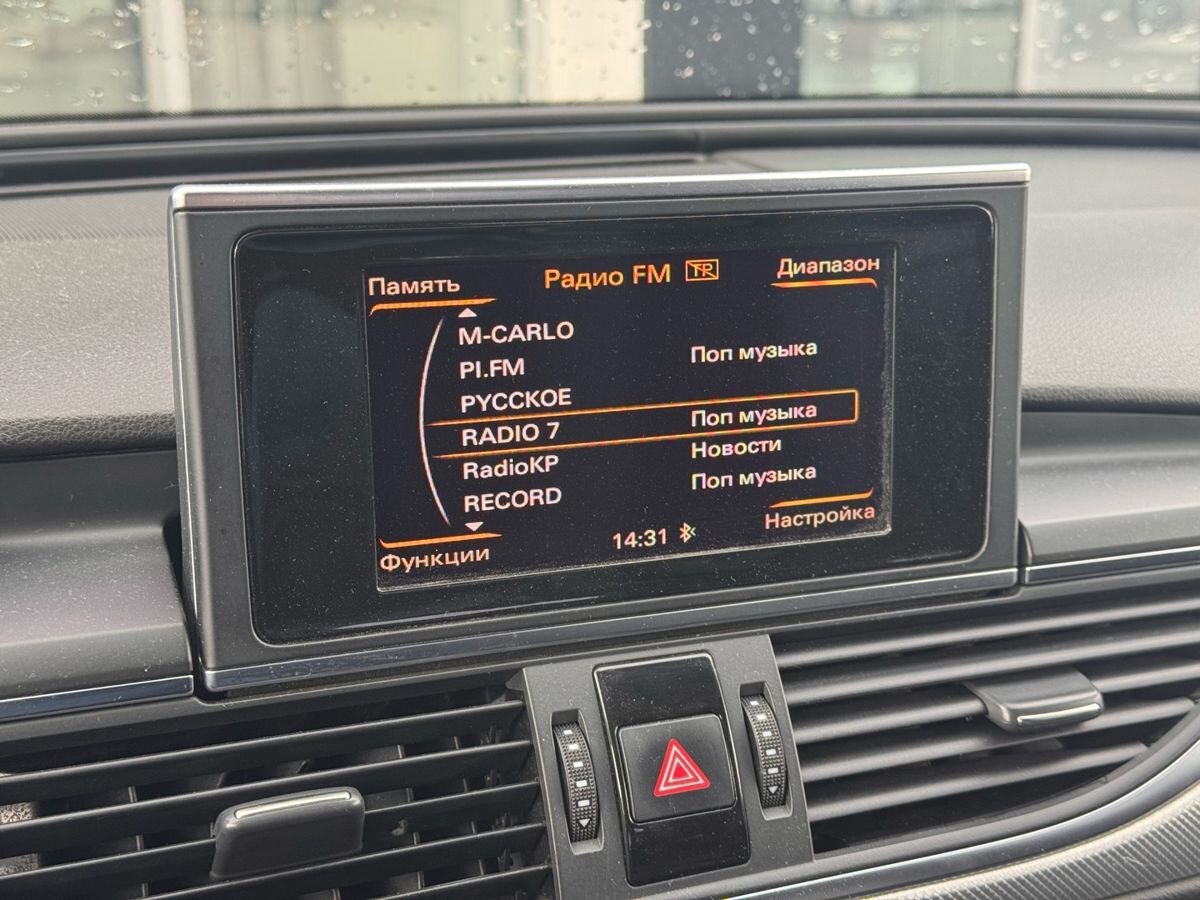 Память Радио FM TP Диапазон
M-CARLO
PI.FM Поп музыка
РУССКОЕ
RADIO 7 Поп музыка
RadioKP Новости
RECORD Поп музыка
Функции 14:31 Настройка